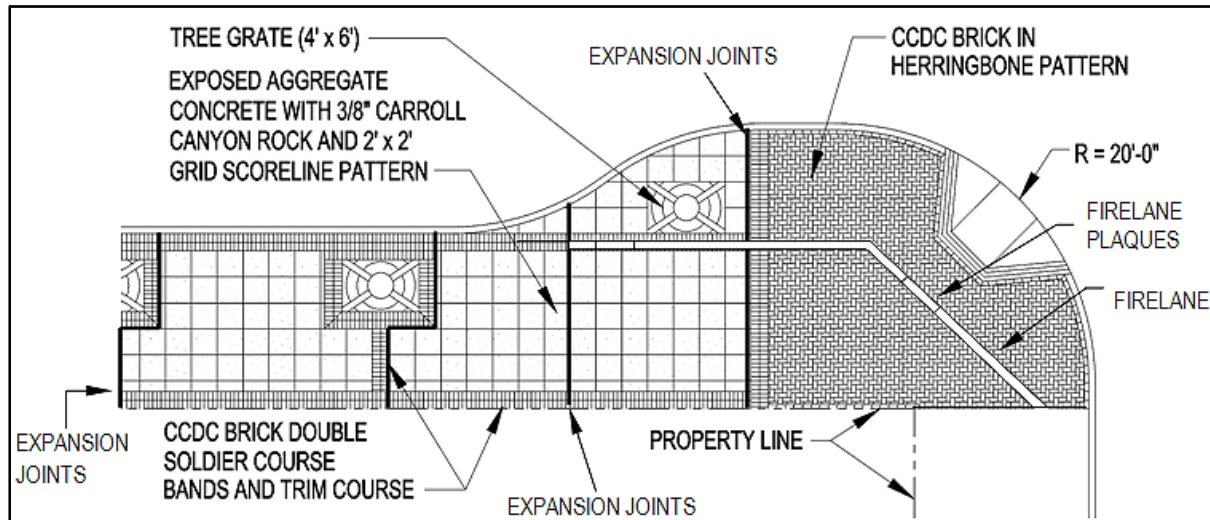 TREE GRATE (4' x 6')
EXPOSED AGGREGATE
CONCRETE WITH 3/8" CARROLL
CANYON ROCK AND 2' x 2'
GRID SCORELINE PATTERN
EXPANSION JOINTS
CCDC BRICK IN
HERRINGBONE PATTERN
R = 20'-0"
FIRELANE
PLAQUES
FIRELANE
EXPANSION
JOINTS
CCDC BRICK DOUBLE
SOLDIER COURSE
BANDS AND TRIM COURSE
EXPANSION JOINTS
PROPERTY LINE